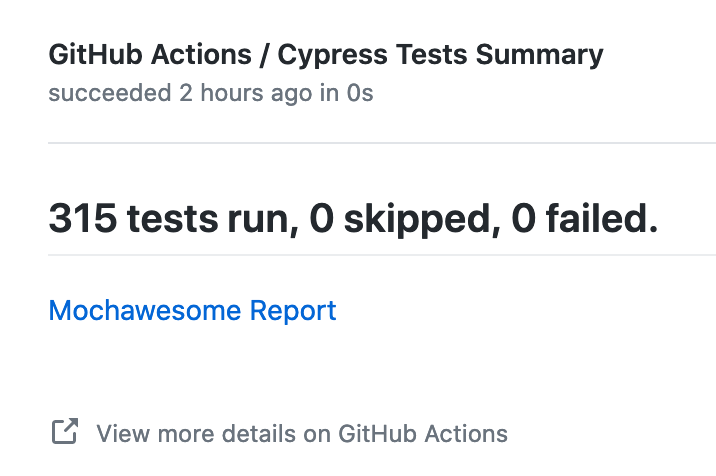 GitHub Actions / Cypress Tests Summary
succeeded 2 hours ago in 0s
315 tests run, 0 skipped, 0 failed.
Mochawesome Report
View more details on GitHub Actions